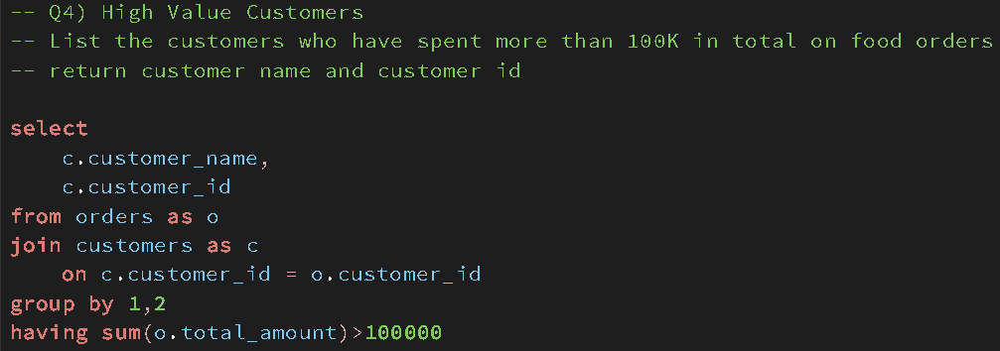 -- Q4) High Value Customers
-- List the customers who have spent more than 100K in total on food orders
-- return customer name and customer id
select
c.customer_name,
c.customer_id
from orders as o
join customers as c
on c.customer_id = o.customer_id
group by 1,2
having sum(o.total_amount)>100000